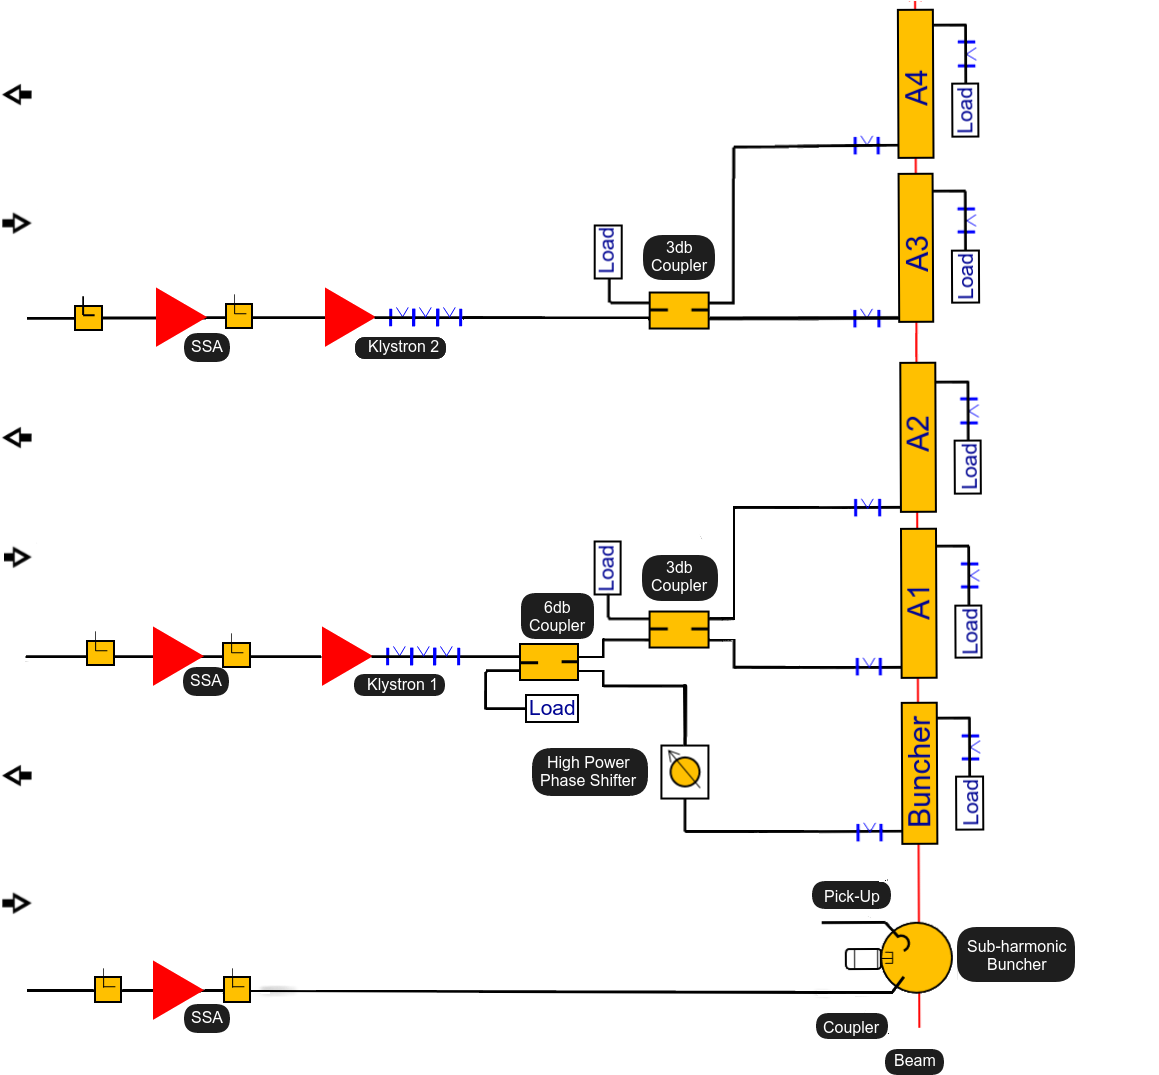 A4
Load
A3
Load
Load
3db
Coupler
SSA
Klystron 2
A2
Load
A1
Load
Load
3db
Coupler
6db
Coupler
SSA
Klystron 1
Load
High Power
Phase Shifter
Buncher
Load
Pick-Up
Sub-harmonic
Buncher
SSA
Coupler
Beam